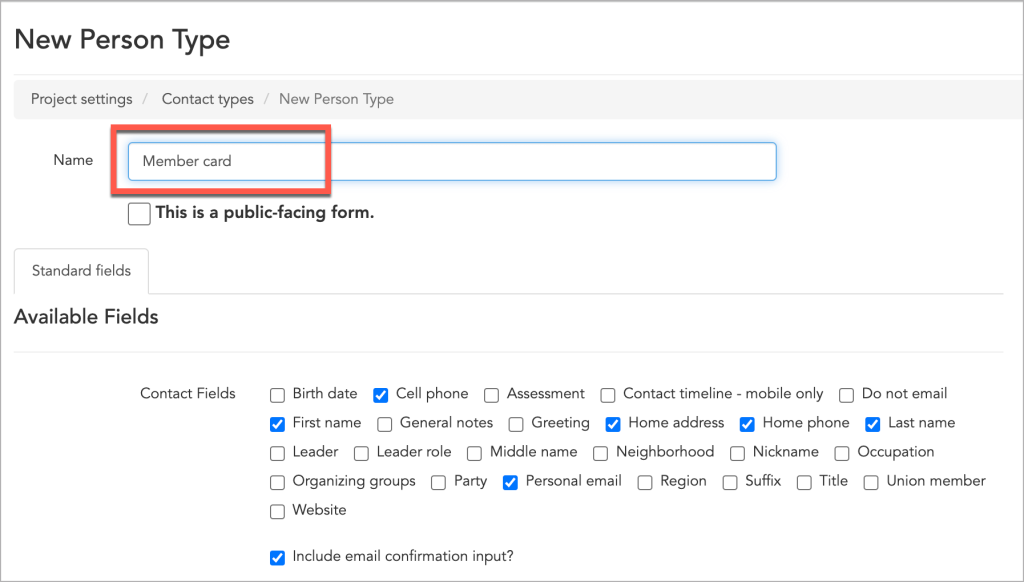 New Person Type
Project settings / Contact types / New Person Type
Name Member card
This is a public-facing form.
Standard fields
Available Fields
Contact Fields Birth date Cell phone Assessment Contact timeline - mobile only Do not email
First name General notes Greeting Home address Home phone Last name
Leader Leader role Middle name Neighborhood Nickname Occupation
Organizing groups Party Personal email Region Suffix Title Union member
Website
Include email confirmation input?